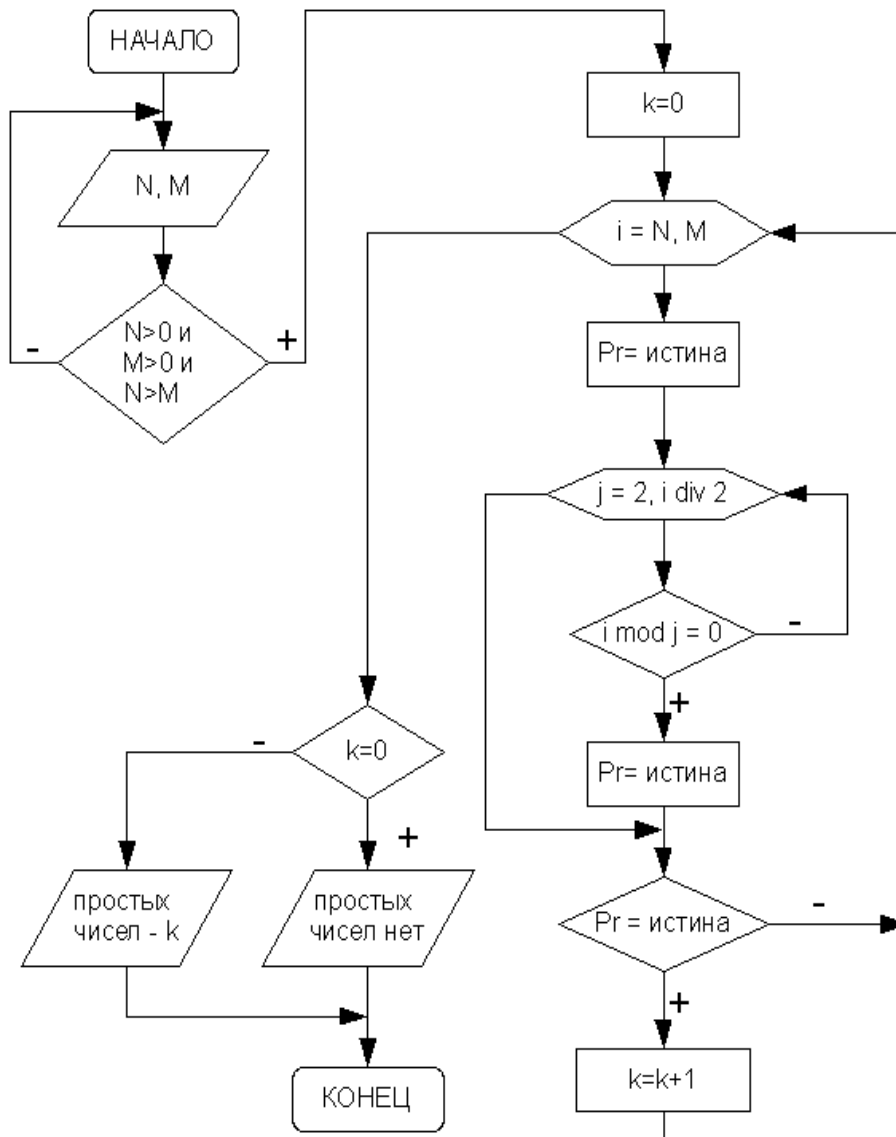 НАЧАЛО
N, M
N>0 и
M>0 и
N>M
-
+
k=0
i = N, M
Pr= истина
j = 2, i div 2
i mod j = 0
-
+
Pr= истина
Pr = истина
-
+
k=k+1
k=0
-
+
простых
чисел - k
простых
чисел нет
КОНЕЦ